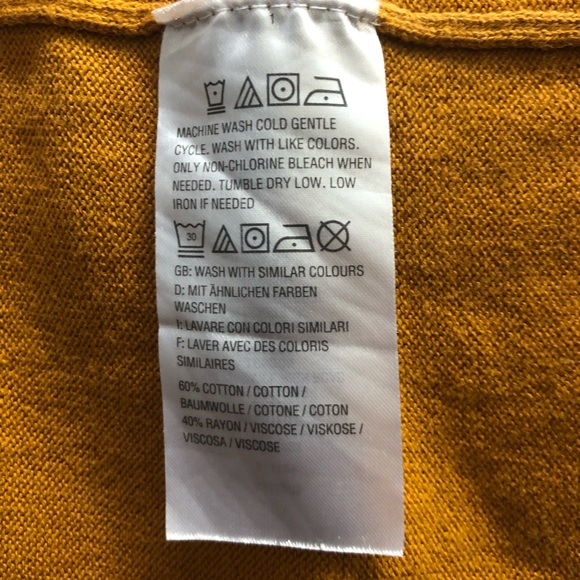 1
MACHINE WASH COLD GENTLE
CYCLE. WASH WITH LIKE COLORS.
ONLY NON-CHLORINE BLEACH WHEN
NEEDED. TUMBLE DRY LOW. LOW
IRON IF NEEDED
30
GB: WASH WITH SIMILAR COLOURS
D: MIT ÄHNLICHEN FARBEN
WASCHEN
I: LAVARE CON COLORI SIMILARI
F: LAVER AVEC DES COLORIS
SIMILAIRES
60% COTTON / COTTON /
BAUMWOLLE / COTONE / COTON
40% RAYON / VISCOSE / VISKOSE /
VISCOSA / VISCOSE